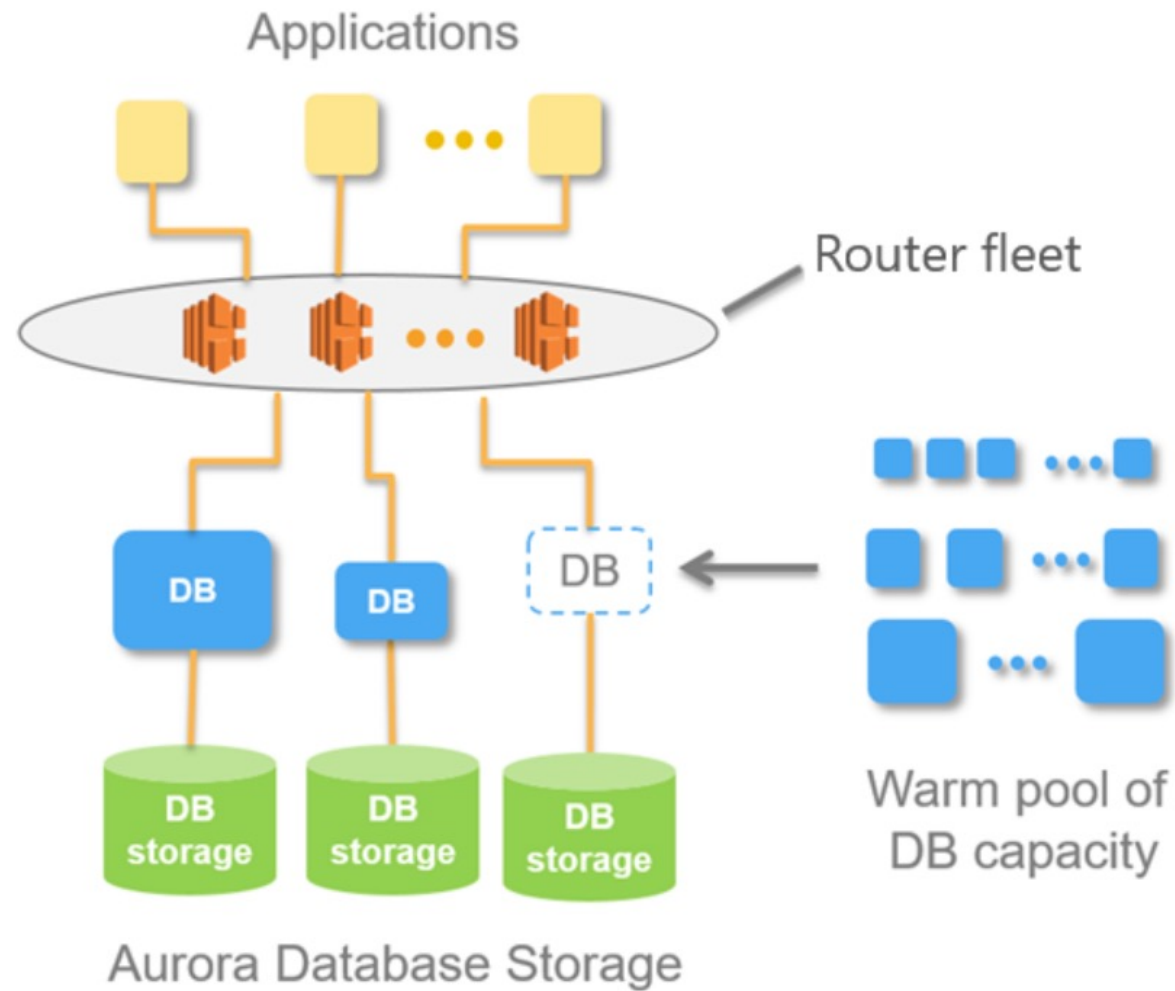 Applications
Router fleet
DB
DB
DB
DB
storage
DB
storage
DB
storage
Warm pool of
DB capacity
Aurora Database Storage